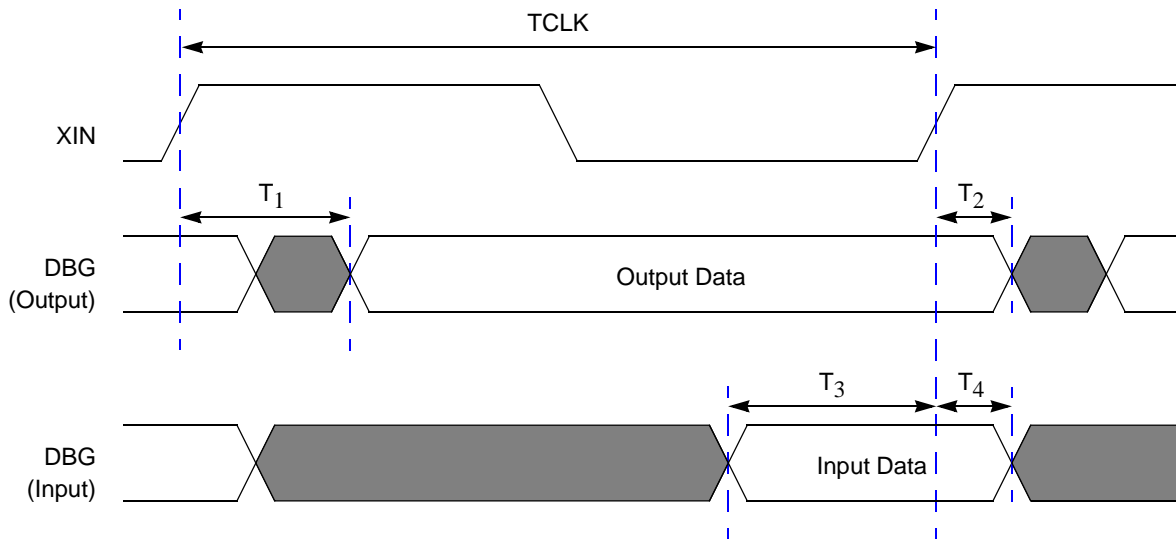 TCLK
XIN
T1
T2
DBG
(Output)
Output Data
T3
T4
DBG
(Input)
Input Data